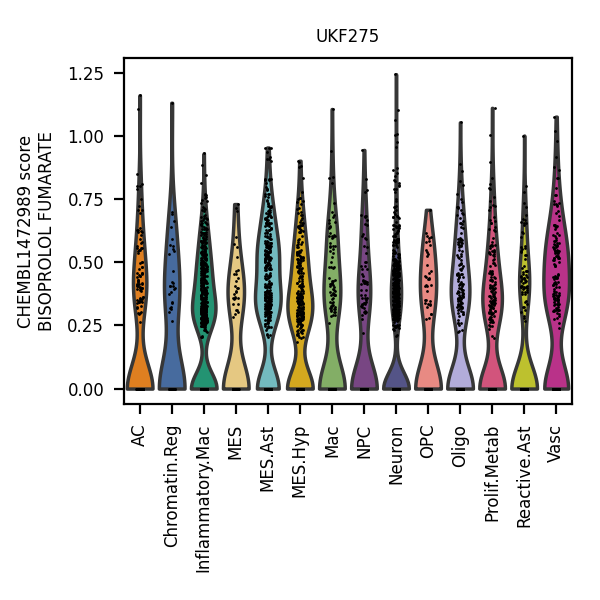 UKF275
CHEMBL1472989 score
BISOPROLOL FUMARATE
1.25
1.00
0.75
0.50
0.25
0.00
AC
Chromatin.Reg
Inflammatory.Mac
MES
MES.Ast
MES.Hyp
Mac
NPC
Neuron
OPC
Oligo
Prolif.Metab
Reactive.Ast
Vasc